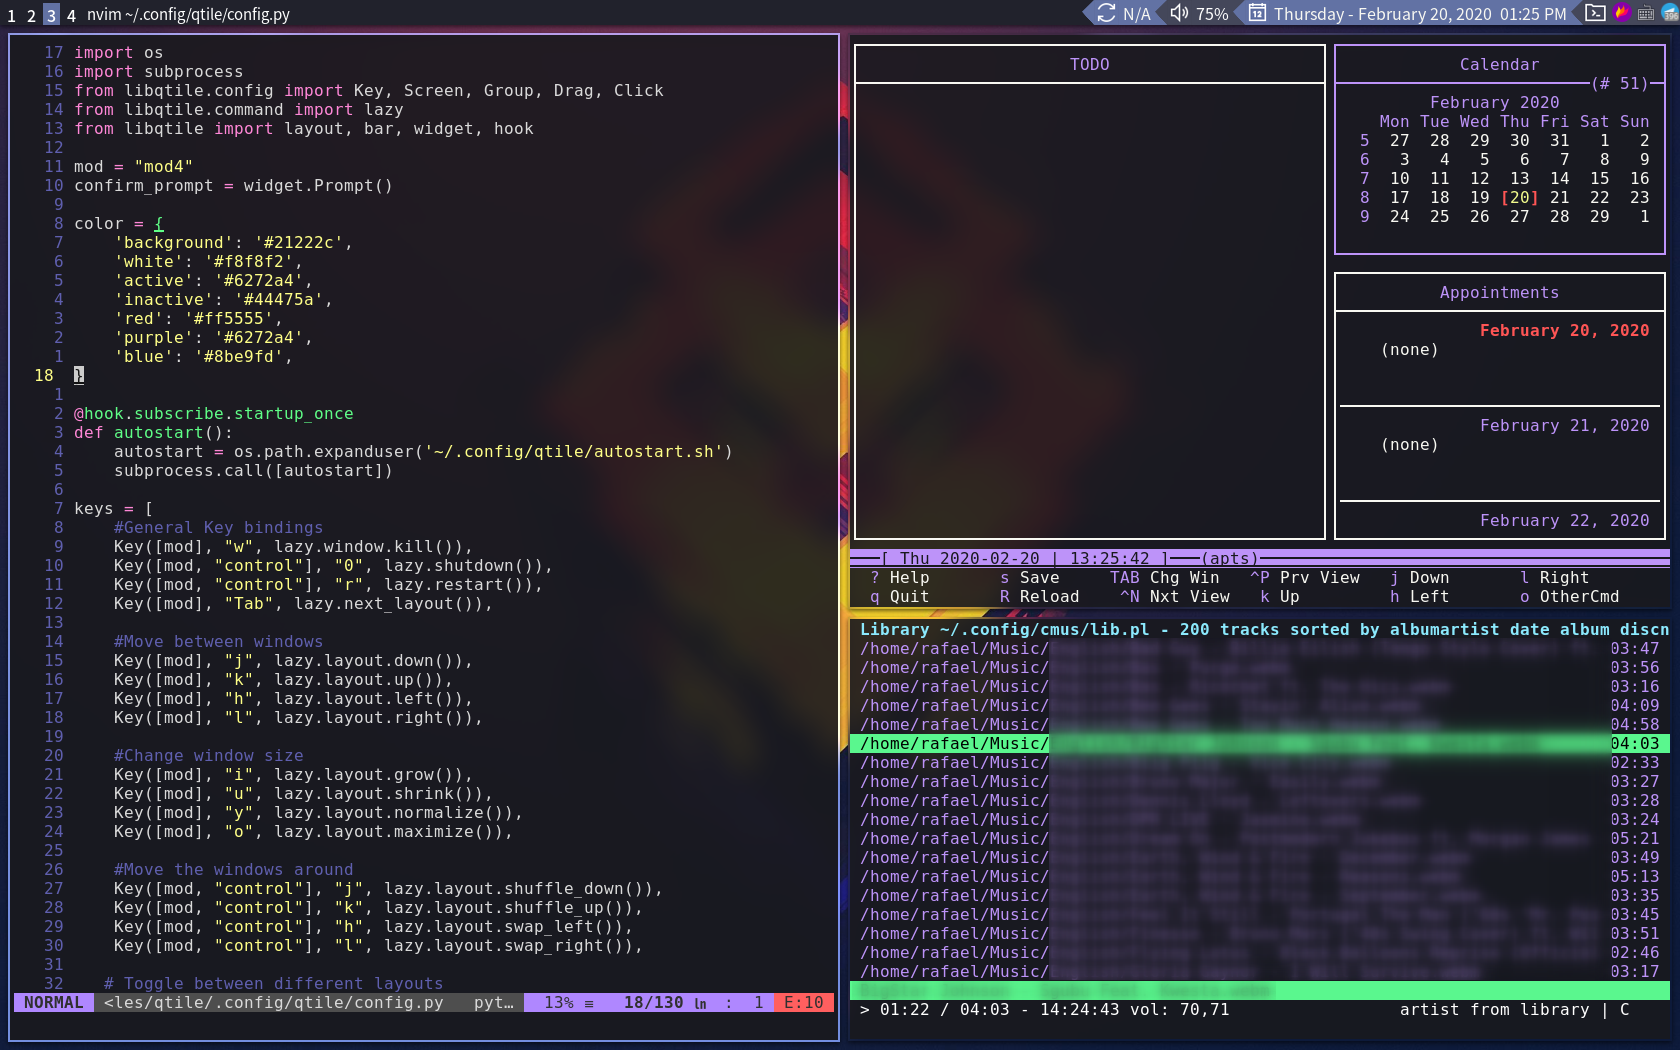 1 2 3 4 nvim ~/.config/qtile/config.py
N/A 75% Thursday - February 20, 2020 01:25 PM
17 import os
16 import subprocess
15 from libqtile.config import Key, Screen, Group, Drag, Click
14 from libqtile.command import lazy
13 from libqtile import layout, bar, widget, hook
12
11 mod = "mod4"
10 confirm_prompt = widget.Prompt()
9
8 color = {
7     'background': '#21222c',
6     'white': '#f8f8f2',
5     'active': '#6272a4',
4     'inactive': '#44475a',
3     'red': '#ff5555',
2     'purple': '#6272a4',
1     'blue': '#8be9fd',
18 }
1
2 @hook.subscribe.startup_once
3 def autostart():
4     autostart = os.path.expanduser('~/.config/qtile/autostart.sh')
5     subprocess.call([autostart])
6
7 keys = [
8     #General Key bindings
9     Key([mod], "w", lazy.window.kill()),
10     Key([mod, "control"], "0", lazy.shutdown()),
11     Key([mod, "control"], "r", lazy.restart()),
12     Key([mod], "Tab", lazy.next_layout()),
13
14     #Move between windows
15     Key([mod], "j", lazy.layout.down()),
16     Key([mod], "k", lazy.layout.up()),
17     Key([mod], "h", lazy.layout.left()),
18     Key([mod], "l", lazy.layout.right()),
19
20     #Change window size
21     Key([mod], "i", lazy.layout.grow()),
22     Key([mod], "u", lazy.layout.shrink()),
23     Key([mod], "y", lazy.layout.normalize()),
24     Key([mod], "o", lazy.layout.maximize()),
25
26     #Move the windows around
27     Key([mod, "control"], "j", lazy.layout.shuffle_down()),
28     Key([mod, "control"], "k", lazy.layout.shuffle_up()),
29     Key([mod, "control"], "h", lazy.layout.swap_left()),
30     Key([mod, "control"], "l", lazy.layout.swap_right()),
31
32    # Toggle between different layouts
NORMAL <les/qtile/.config/qtile/config.py pyt… 13% ≡ 18/130 ln : 1 E:10
TODO
Calendar
(# 51)
February 2020
Mon Tue Wed Thu Fri Sat Sun
5 27 28 29 30 31 1 2
6 3 4 5 6 7 8 9
7 10 11 12 13 14 15 16
8 17 18 19 [20] 21 22 23
9 24 25 26 27 28 29 1
Appointments
February 20, 2020
(none)
February 21, 2020
(none)
February 22, 2020
[ Thu 2020-02-20 | 13:25:42 ] (apts)
? Help s Save TAB Chg Win ^P Prv View j Down l Right
q Quit R Reload ^N Nxt View k Up h Left o OtherCmd
Library ~/.config/cmus/lib.pl - 200 tracks sorted by albumartist date album discn
/home/rafael/Music/ 03:47
/home/rafael/Music/ 03:56
/home/rafael/Music/ 03:16
/home/rafael/Music/ 04:09
/home/rafael/Music/ 04:58
/home/rafael/Music/ 04:03
/home/rafael/Music/ 02:33
/home/rafael/Music/ 03:27
/home/rafael/Music/ 03:28
/home/rafael/Music/ 03:24
/home/rafael/Music/ 05:21
/home/rafael/Music/ 03:49
/home/rafael/Music/ 05:13
/home/rafael/Music/ 03:35
/home/rafael/Music/ 03:45
/home/rafael/Music/ 03:51
/home/rafael/Music/ 02:46
/home/rafael/Music/ 03:17
> 01:22 / 04:03 - 14:24:43 vol: 70,71 artist from library | C